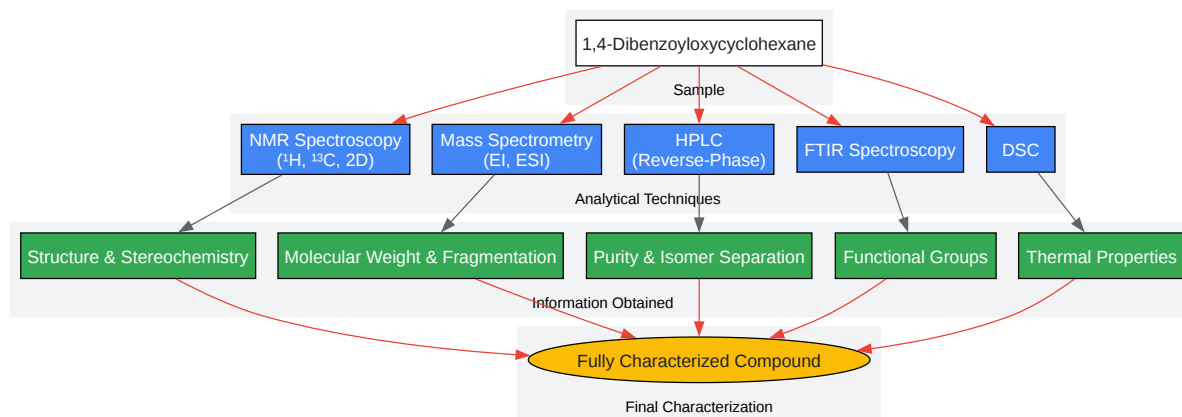 1,4-Dibenzoyloxycyclohexane
Sample
NMR Spectroscopy
(¹H, ¹³C, 2D)
Mass Spectrometry
(EI, ESI)
HPLC
(Reverse-Phase)
FTIR Spectroscopy
DSC
Analytical Techniques
Structure & Stereochemistry
Molecular Weight & Fragmentation
Purity & Isomer Separation
Functional Groups
Thermal Properties
Information Obtained
Fully Characterized Compound
Final Characterization